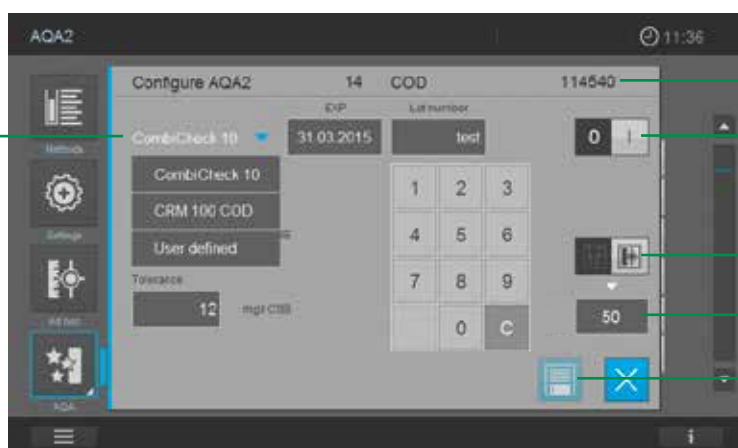 AQA2
11:36
Configure AQA2 14 COD 114540
EXP Lot number
CombiCheck 10 31.03.2015 test 0 I
Methods
CombiCheck 10
CRM 100 COD
User defined
1 2 3
4 5 6
7 8 9
0 C
Settings
Tolerance
12 mg/l CSB
50
AQA
i